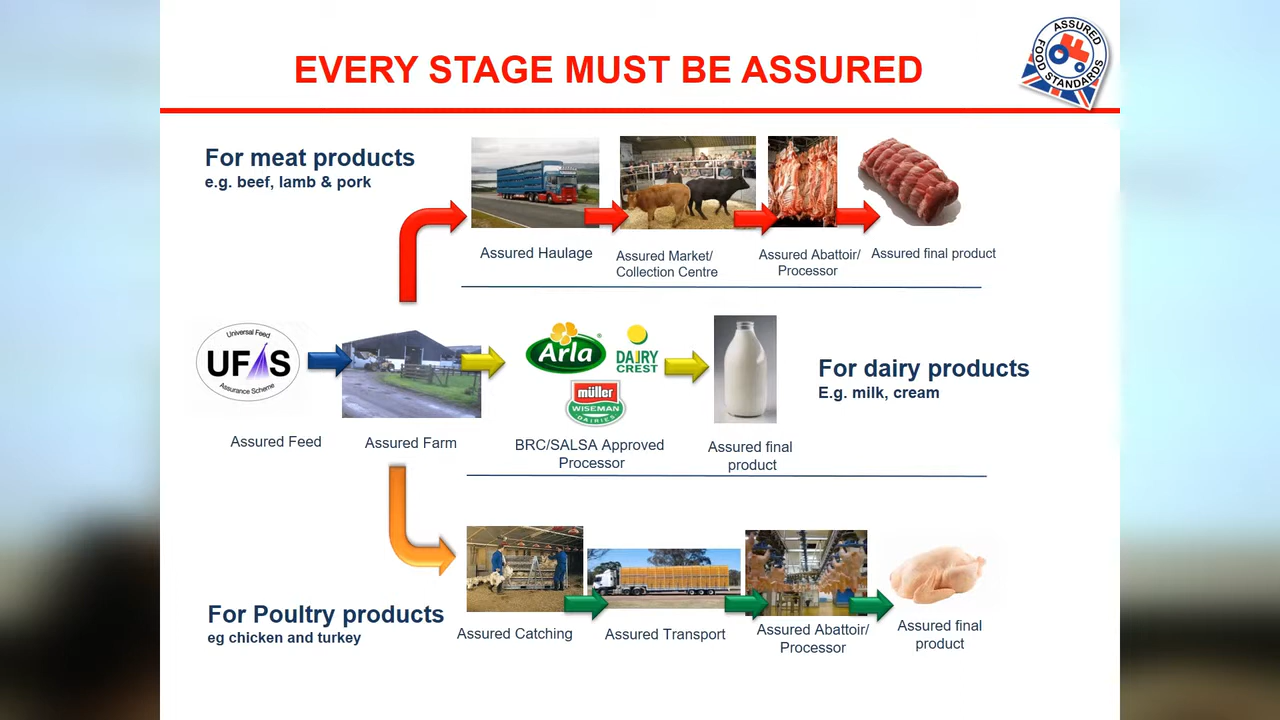 EVERY STAGE MUST BE ASSURED
ASSURED
FOOD STANDARDS
For meat products
e.g. beef, lamb & pork
Assured Haulage
Assured Market/
Collection Centre
Assured Abattoir/
Processor
Assured final product
Universal Feed
UFAS
Assurance Scheme
Assured Feed
Assured Farm
Arla
DAIRY
CREST
müller
WISEMAN
DAIRIES
BRC/SALSA Approved
Processor
Assured final
product
For dairy products
E.g. milk, cream
For Poultry products
eg chicken and turkey
Assured Catching
Assured Transport
Assured Abattoir/
Processor
Assured final
product